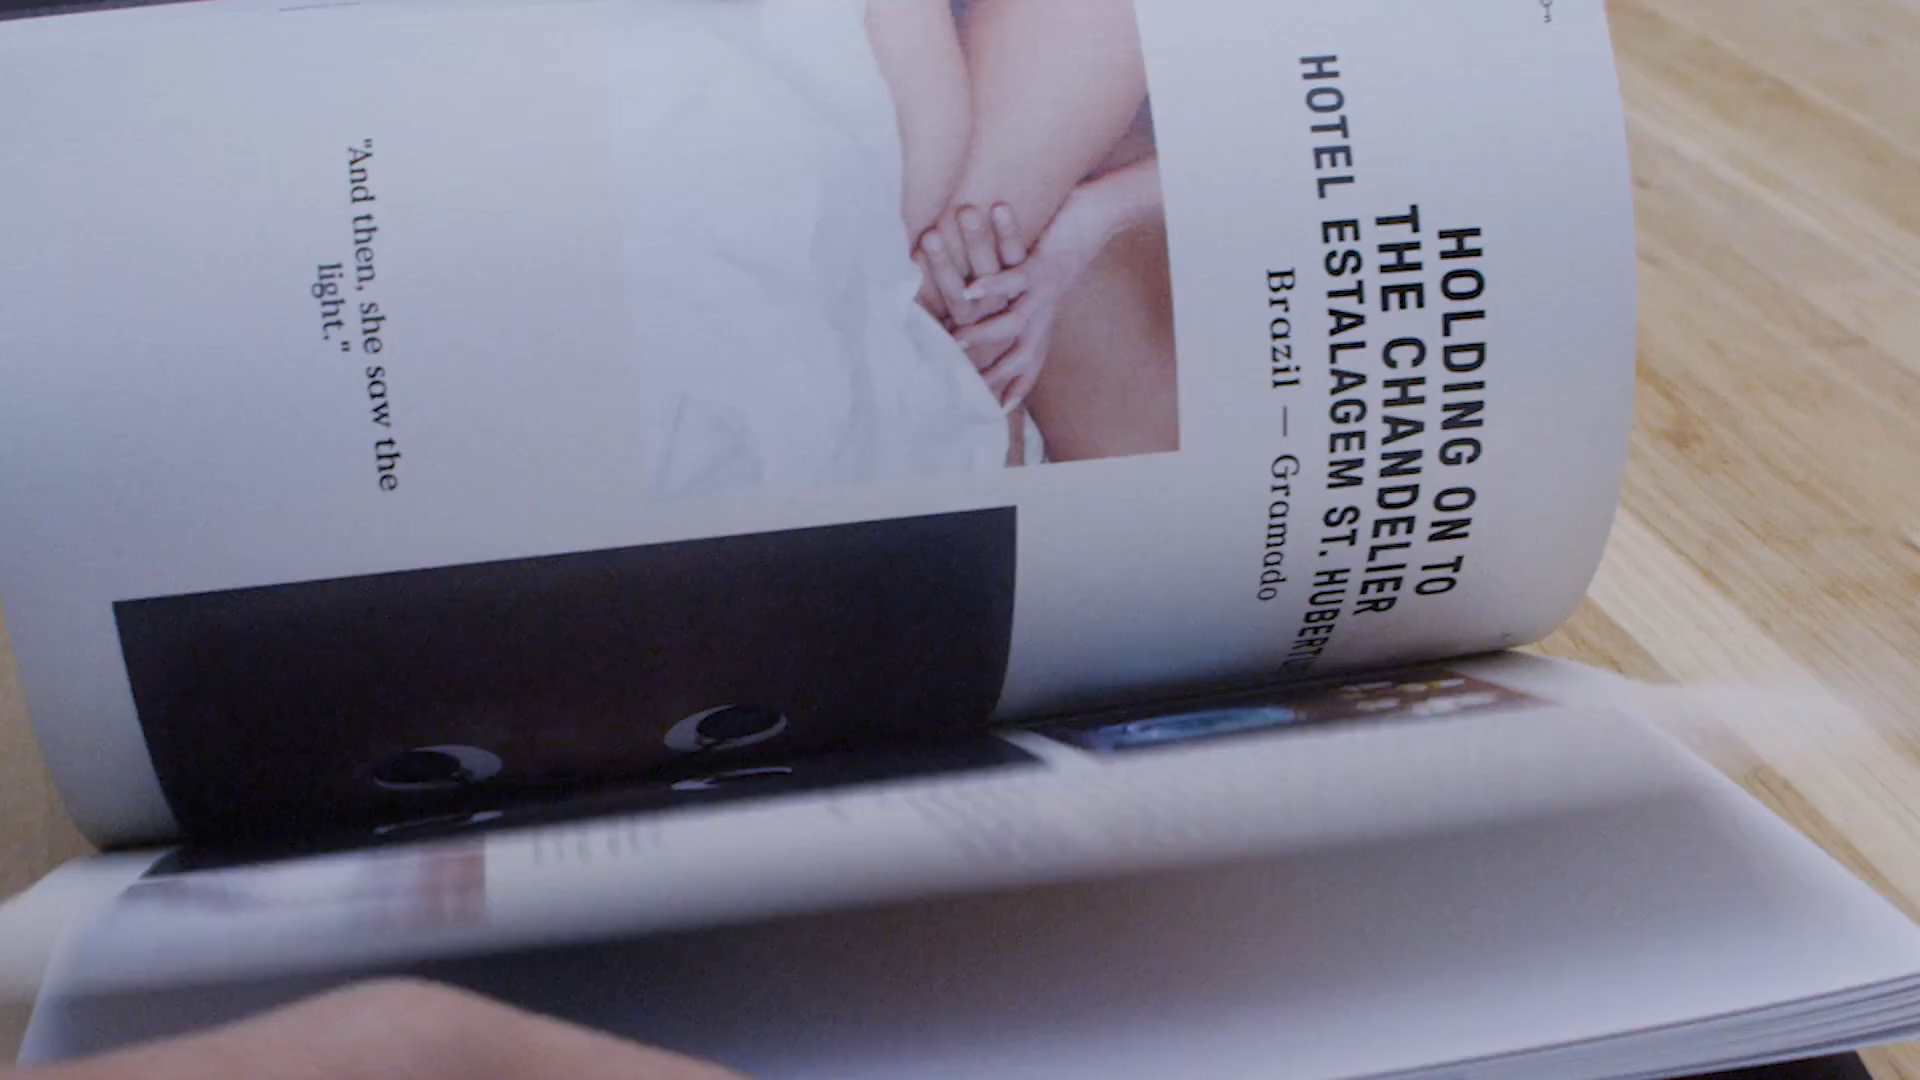 HOLDING ON TO
THE CHANDELIER
HOTEL ESTALAGEM ST.
Brazil — Gramado
"And then, she saw the
light."